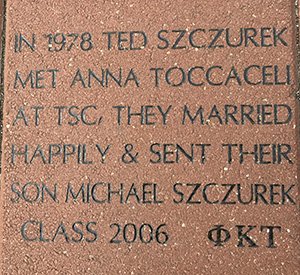 IN 1978 TED SZCZUREK
MET ANNA TOCCACELI
AT TSC, THEY MARRIED
HAPPILY & SENT THEIR
SON MICHAEL SZCZUREK
CLASS 2006 ΦΚΤ